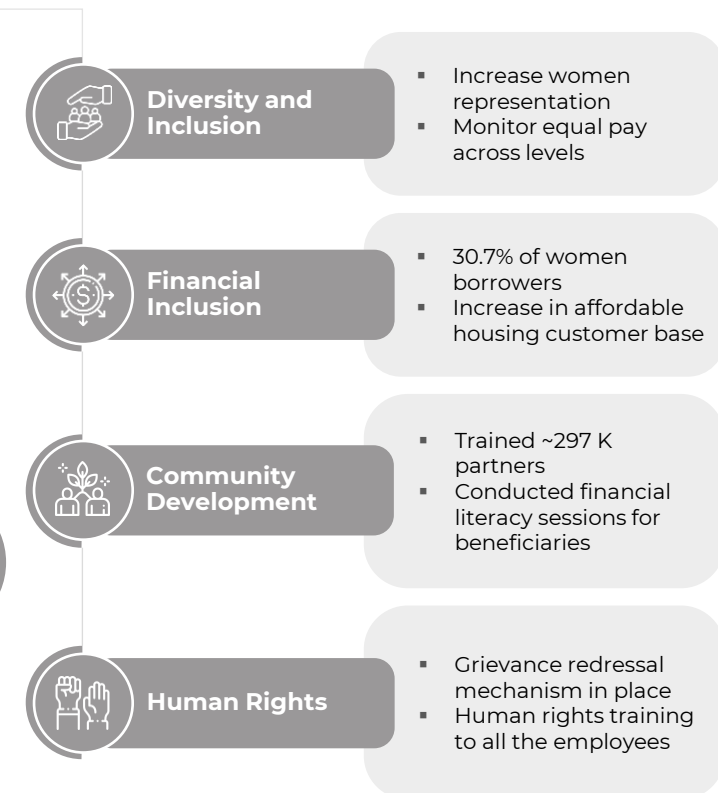 Diversity and
Inclusion
▪ Increase women
representation
▪ Monitor equal pay
across levels
Financial
Inclusion
▪ 30.7% of women
borrowers
▪ Increase in affordable
housing customer base
Community
Development
▪ Trained ~297 K
partners
▪ Conducted financial
literacy sessions for
beneficiaries
Human Rights
▪ Grievance redressal
mechanism in place
▪ Human rights training
to all the employees